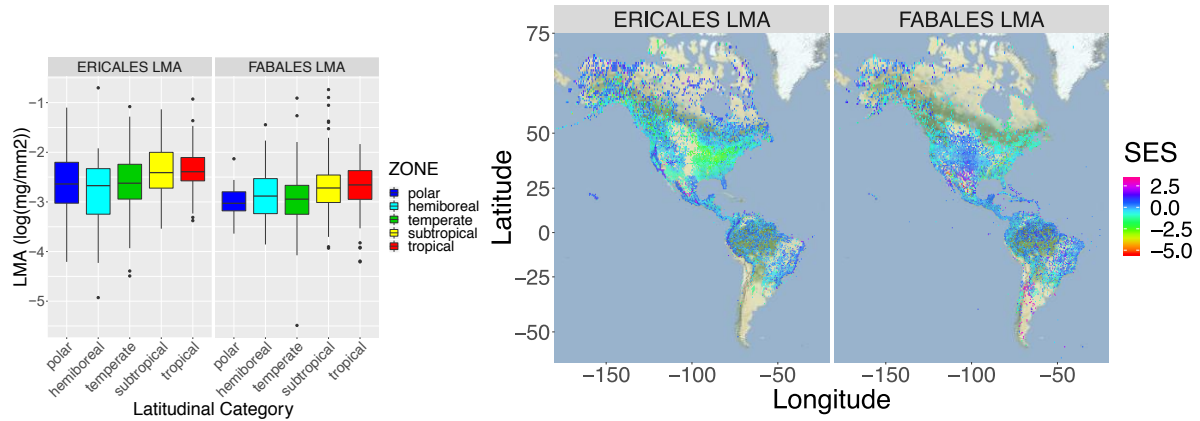 ERICALES LMA
FABALES LMA
−1
−2
−3
−4
−5
LMA (log(mg/mm2))
polar
hemiboreal
temperate
subtropical
tropical
polar
hemiboreal
temperate
subtropical
tropical
Latitudinal Category
ZONE
polar
hemiboreal
temperate
subtropical
tropical
ERICALES LMA
FABALES LMA
75
50
25
0
−25
−50
Latitude
−150
−100
−50
−150
−100
−50
Longitude
SES
2.5
0.0
−2.5
−5.0